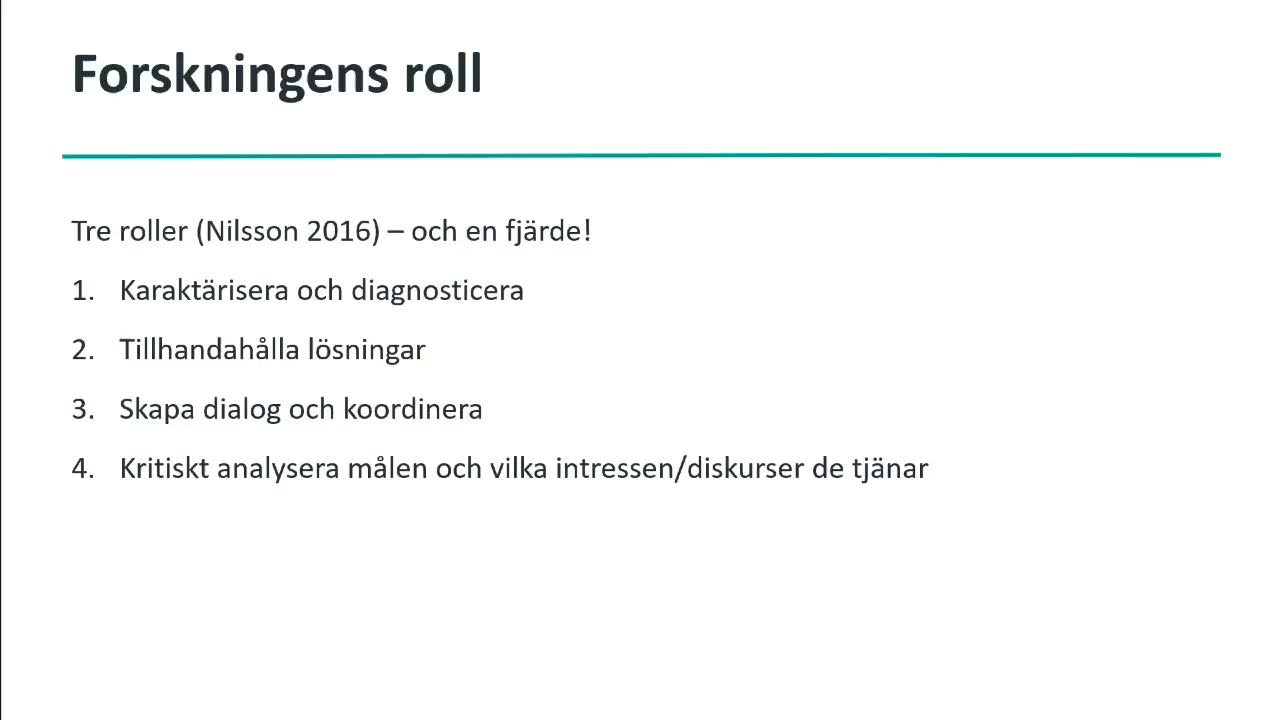 Forskningens roll
Tre roller (Nilsson 2016) – och en fjärde!
1. Karaktärisera och diagnosticera
2. Tillhandahålla lösningar
3. Skapa dialog och koordinera
4. Kritiskt analysera målen och vilka intressen/diskurser de tjänar